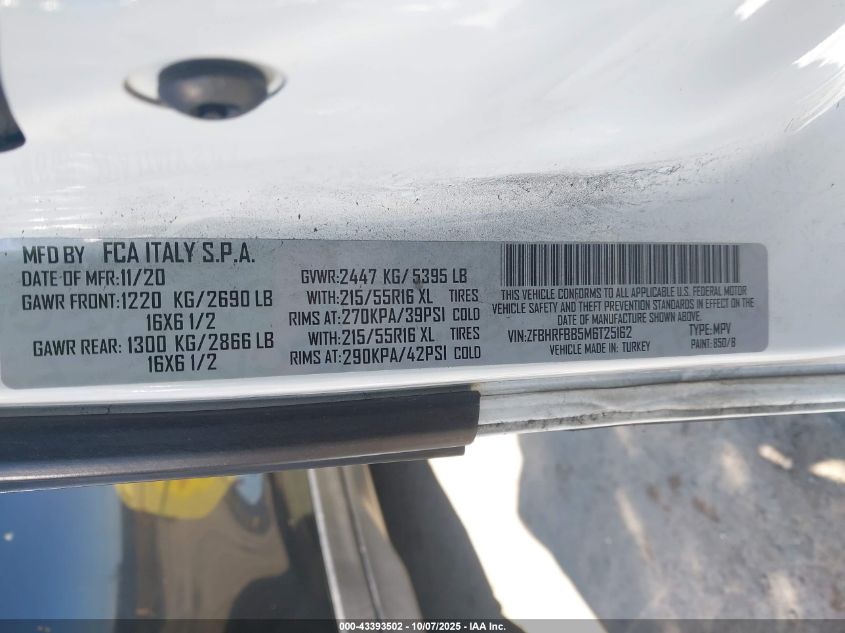 MFD BY FCA ITALY S.P.A.
DATE OF MFR:11/20
GAWR FRONT:1220 KG/2690 LB
16X6 1/2
GAWR REAR: 1300 KG/2866 LB
16X6 1/2
GVWR:2447 KG/5395 LB
WITH:215/55R16 XL TIRES
RIMS AT:270KPA/39PSI COLD
WITH:215/55R16 XL TIRES
RIMS AT:290KPA/42PSI COLD
THIS VEHICLE CONFORMS TO ALL APPLICABLE U.S. FEDERAL MOTOR
VEHICLE SAFETY AND THEFT PREVENTION STANDARDS IN EFFECT ON
DATE OF MANUFACTURE SHOWN ABOVE.
VIN:ZFBHRFBB5M6T25162 TYPE:MPV
MADE IN: TURKEY PAINT: 850/B
000-43393502 | 10/07/2025 | IAA Inc.